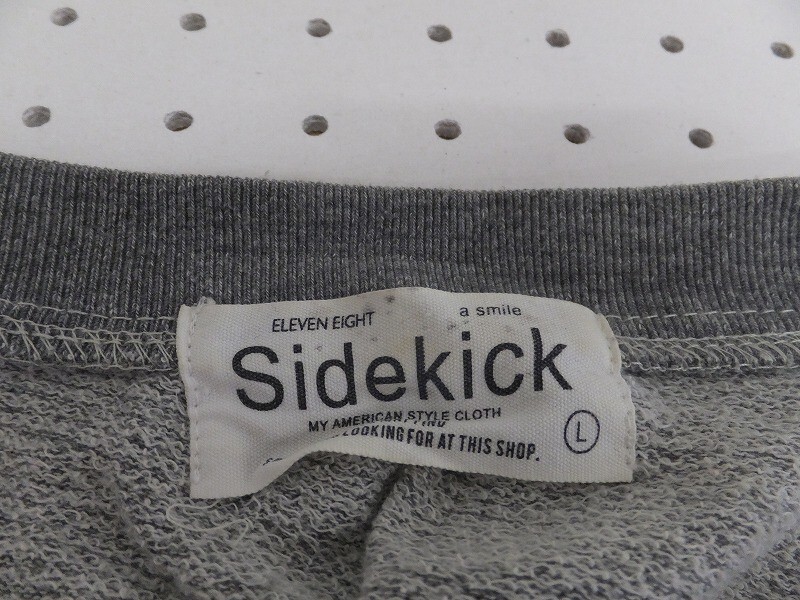 ELEVEN EIGHT a smile
Sidekick
MY AMERICAN STYLE CLOTH
LOOKING FOR AT THIS SHOP.
L